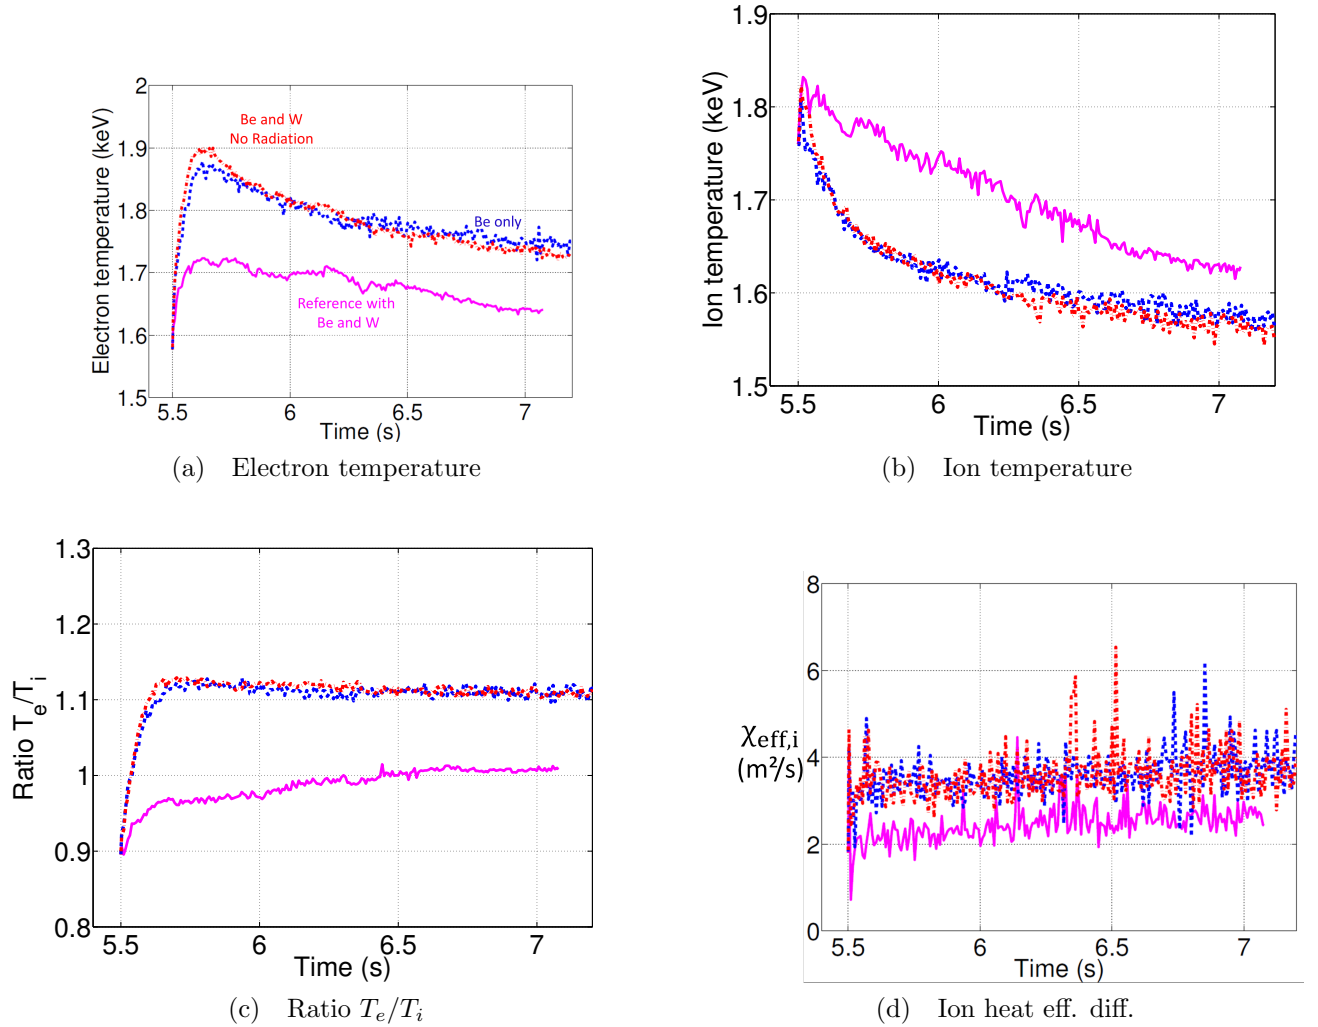 2
1.9
1.8
1.7
1.6
1.5
Electron temperature (keV)
Be and W
No Radiation
Be only
Reference with
Be and W
5.5 6 6.5 7
Time (s)
(a) Electron temperature
1.9
1.8
1.7
1.6
1.5
Ion temperature (keV)
5.5 6 6.5 7
Time (s)
(b) Ion temperature
1.3
1.2
1.1
1
0.9
0.8
Ratio Te/Ti
5.5 6 6.5 7
Time (s)
(c) Ratio Te/Ti
8
6
4
2
0
χeff,i
(m²/s)
5.5 6 6.5 7
Time (s)
(d) Ion heat eff. diff.